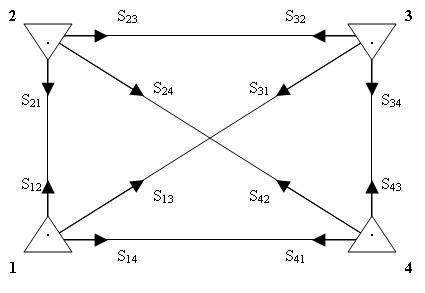 2 S₂₃ S₃₂ 3
S₂₄ S₃₁
S₂₁ S₃₄
S₁₂ S₁₃ S₄₂ S₄₃
S₁₄ S₄₁
1 4